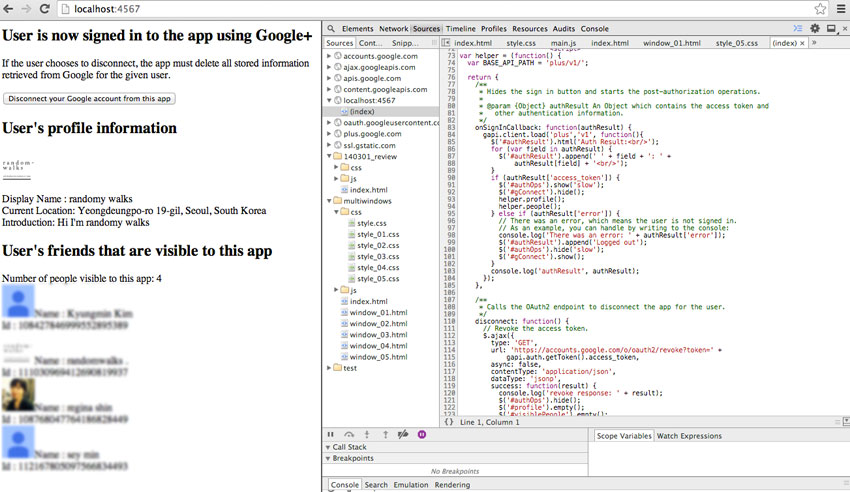 localhost:4567
User is now signed in to the app using Google+
If the user chooses to disconnect, the app must delete all stored information
retrieved from Google for the given user.
Disconnect your Google account from this app
User's profile information
random-
walks
Display Name : randomy walks
Current Location: Yeongdeungpo-ro 19-gil, Seoul, South Korea
Introduction: Hi I'm randomy walks
User's friends that are visible to this app
Number of people visible to this app: 4
Name : Kyungmin Kim
Name : randomwalks .
Name : regina shin
Name : sey min
Elements Network Sources Timeline Profiles Resources Audits Console
Sources Cont... Snipp...
accounts.google.com
ajax.googleapis.com
apis.google.com
content.googleapis.com
localhost:4567
(index)
oauth.googleusercontent.co
plus.google.com
ssl.gstatic.com
140301_review
css
js
index.html
multiwindows
css
style.css
style_01.css
style_02.css
style_03.css
style_04.css
style_05.css
js
index.html
window_01.html
window_02.html
window_03.html
window_04.html
window_05.html
test
index.html style.css main.js index.html window_01.html style_05.css (index) ×
73 var helper = (function() {
74 var BASE_API_PATH = 'plus/v1/';
75
76 return {
77 /**
78 * Hides the sign in button and starts the post-authorization operations.
79 *
80 * @param {Object} authResult An Object which contains the access token and
81 * other authentication information.
82 */
83 onSignInCallback: function(authResult) {
84 gapi.client.load('plus','v1', function(){
85 $('#authResult').html('Auth Result:<br/>');
86 for (var field in authResult) {
87 $('#authResult').append(' ' + field + ': ' +
88 authResult[field] + '<br/>');
89 }
90 if (authResult['access_token']) {
91 $('#authOps').show('slow');
92 $('#gConnect').hide();
93 helper.profile();
94 helper.people();
95 } else if (authResult['error']) {
96 // There was an error, which means the user is not signed in.
97 // As an example, you can handle by writing to the console:
98 console.log('There was an error: ' + authResult['error']);
99 $('#authResult').append('Logged out');
100 $('#authOps').hide('slow');
101 $('#gConnect').show();
102 }
103 console.log('authResult', authResult);
104 });
105 },
106
107 /**
108 * Calls the OAuth2 endpoint to disconnect the app for the user.
109 */
110 disconnect: function() {
111 // Revoke the access token.
112 $.ajax({
113 type: 'GET',
114 url: 'https://accounts.google.com/o/oauth2/revoke?token=' +
115 gapi.auth.getToken().access_token,
116 async: false,
117 contentType: 'application/json',
118 dataType: 'jsonp',
119 success: function(result) {
120 console.log('revoke response: ' + result);
121 $('#authOps').hide();
122 $('#profile').empty();
123 $('#visiblePeople').empty();
{} Line 1, Column 1
Call Stack
Breakpoints
No Breakpoints
Scope Variables Watch Expressions
Console Search Emulation Rendering